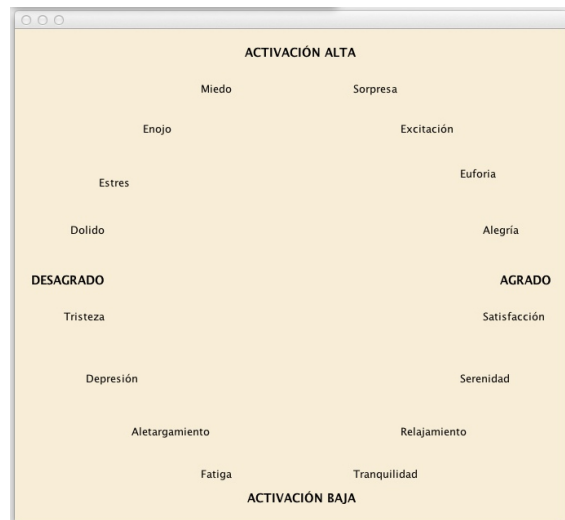 ACTIVACIÓN ALTA
Miedo Sorpresa
Enojo Excitación
Euforia
Estres
Dolido Alegría
DESAGRADO AGRADO
Tristeza Satisfacción
Depresión Serenidad
Aletargamiento Relajamiento
Fatiga Tranquilidad
ACTIVACIÓN BAJA